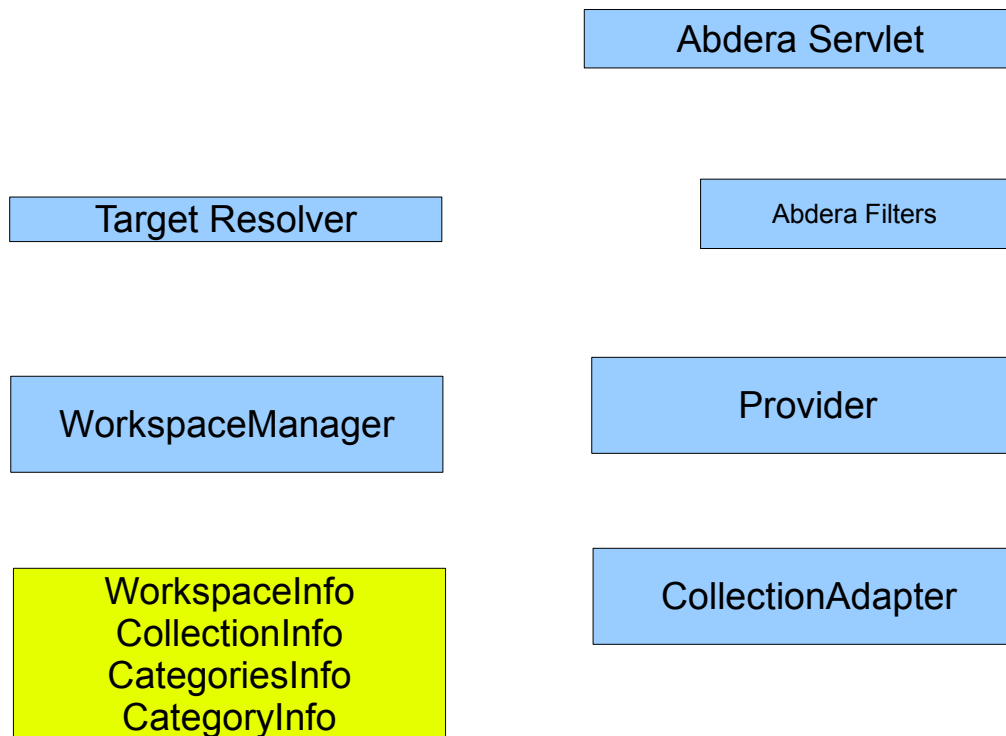 Abdera Servlet
Target Resolver
Abdera Filters
WorkspaceManager
Provider
WorkspaceInfo
CollectionInfo
CategoriesInfo
CategoryInfo
CollectionAdapter